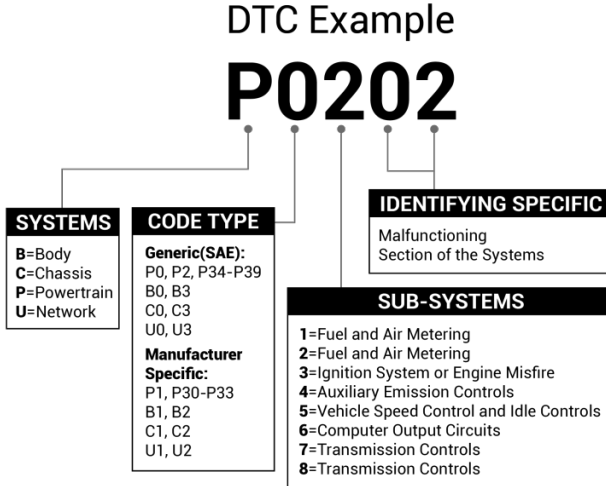 DTC Example
P0202
SYSTEMS
B=Body
C=Chassis
P=Powertrain
U=Network
CODE TYPE
Generic(SAE):
P0, P2, P34-P39
B0, B3
C0, C3
U0, U3
Manufacturer
Specific:
P1, P30-P33
B1, B2
C1, C2
U1, U2
IDENTIFYING SPECIFIC
Malfunctioning
Section of the Systems
SUB-SYSTEMS
1=Fuel and Air Metering
2=Fuel and Air Metering
3=Ignition System or Engine Misfire
4=Auxiliary Emission Controls
5=Vehicle Speed Control and Idle Controls
6=Computer Output Circuits
7=Transmission Controls
8=Transmission Controls